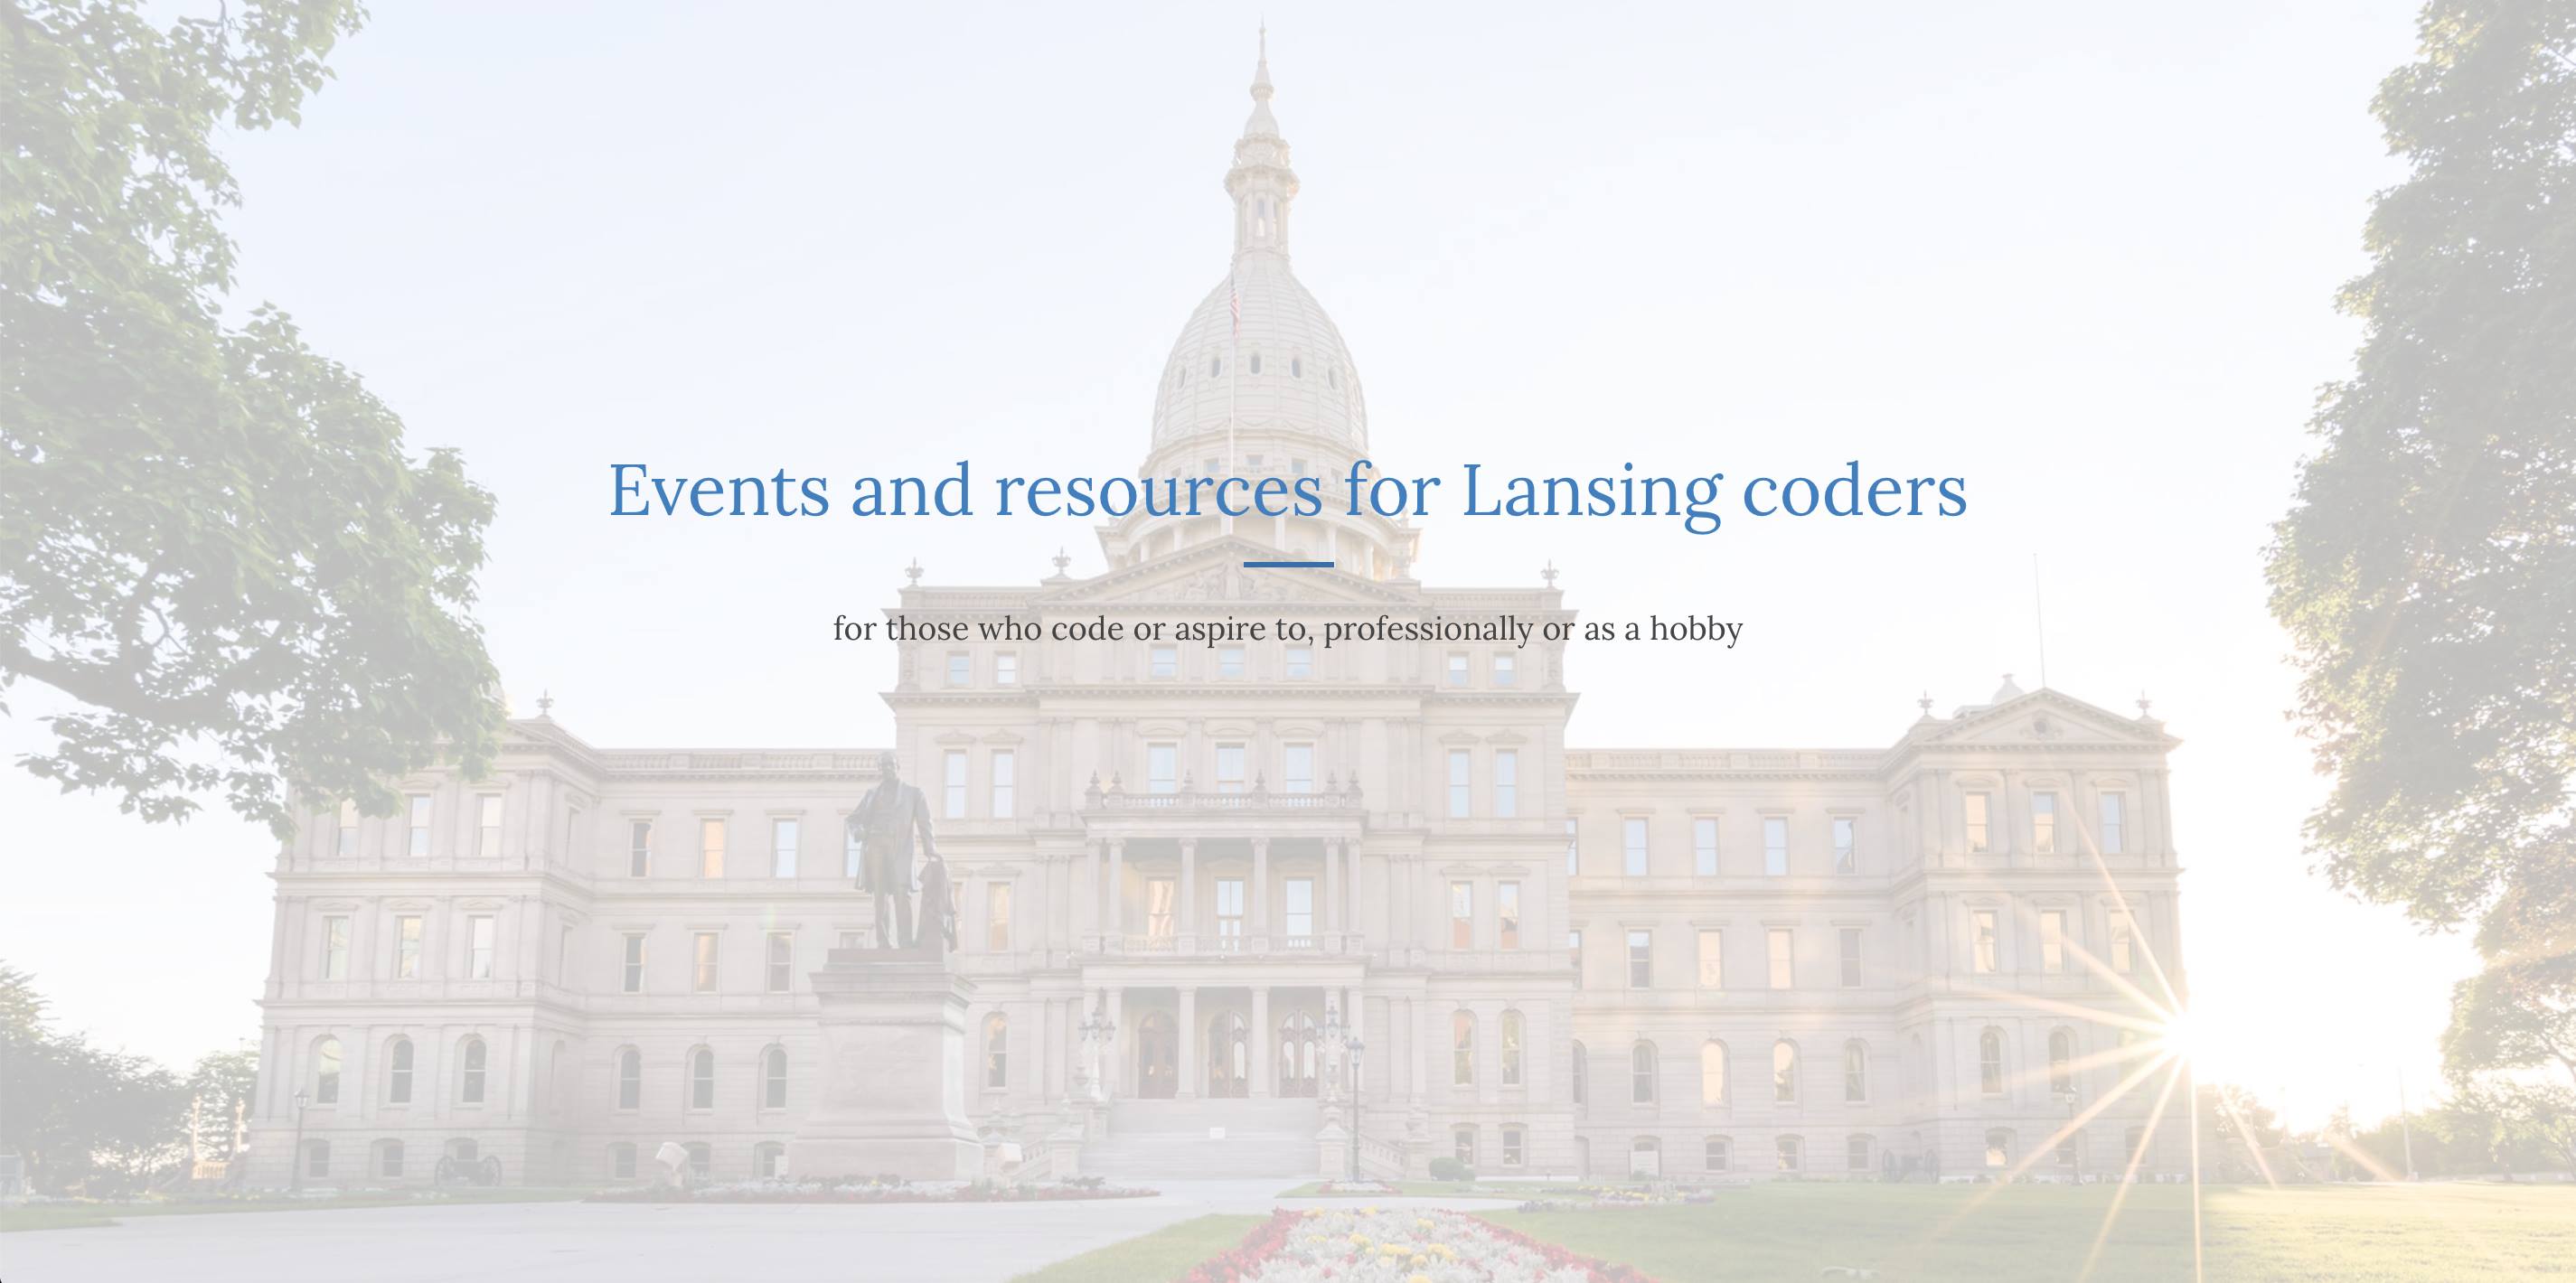 Events and resources for Lansing coders
for those who code or aspire to, professionally or as a hobby